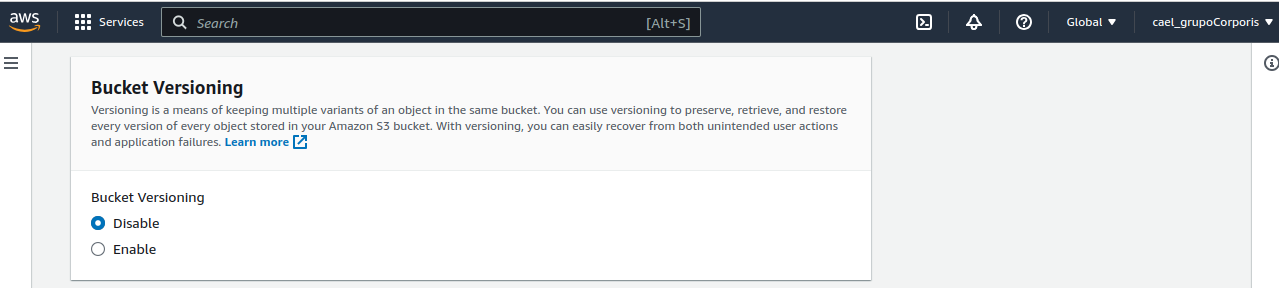 aws Services Search [Alt+S] Global cael_grupoCorporis
Bucket Versioning
Versioning is a means of keeping multiple variants of an object in the same bucket. You can use versioning to preserve, retrieve, and restore
every version of every object stored in your Amazon S3 bucket. With versioning, you can easily recover from both unintended user actions
and application failures. Learn more
Bucket Versioning
Disable
Enable